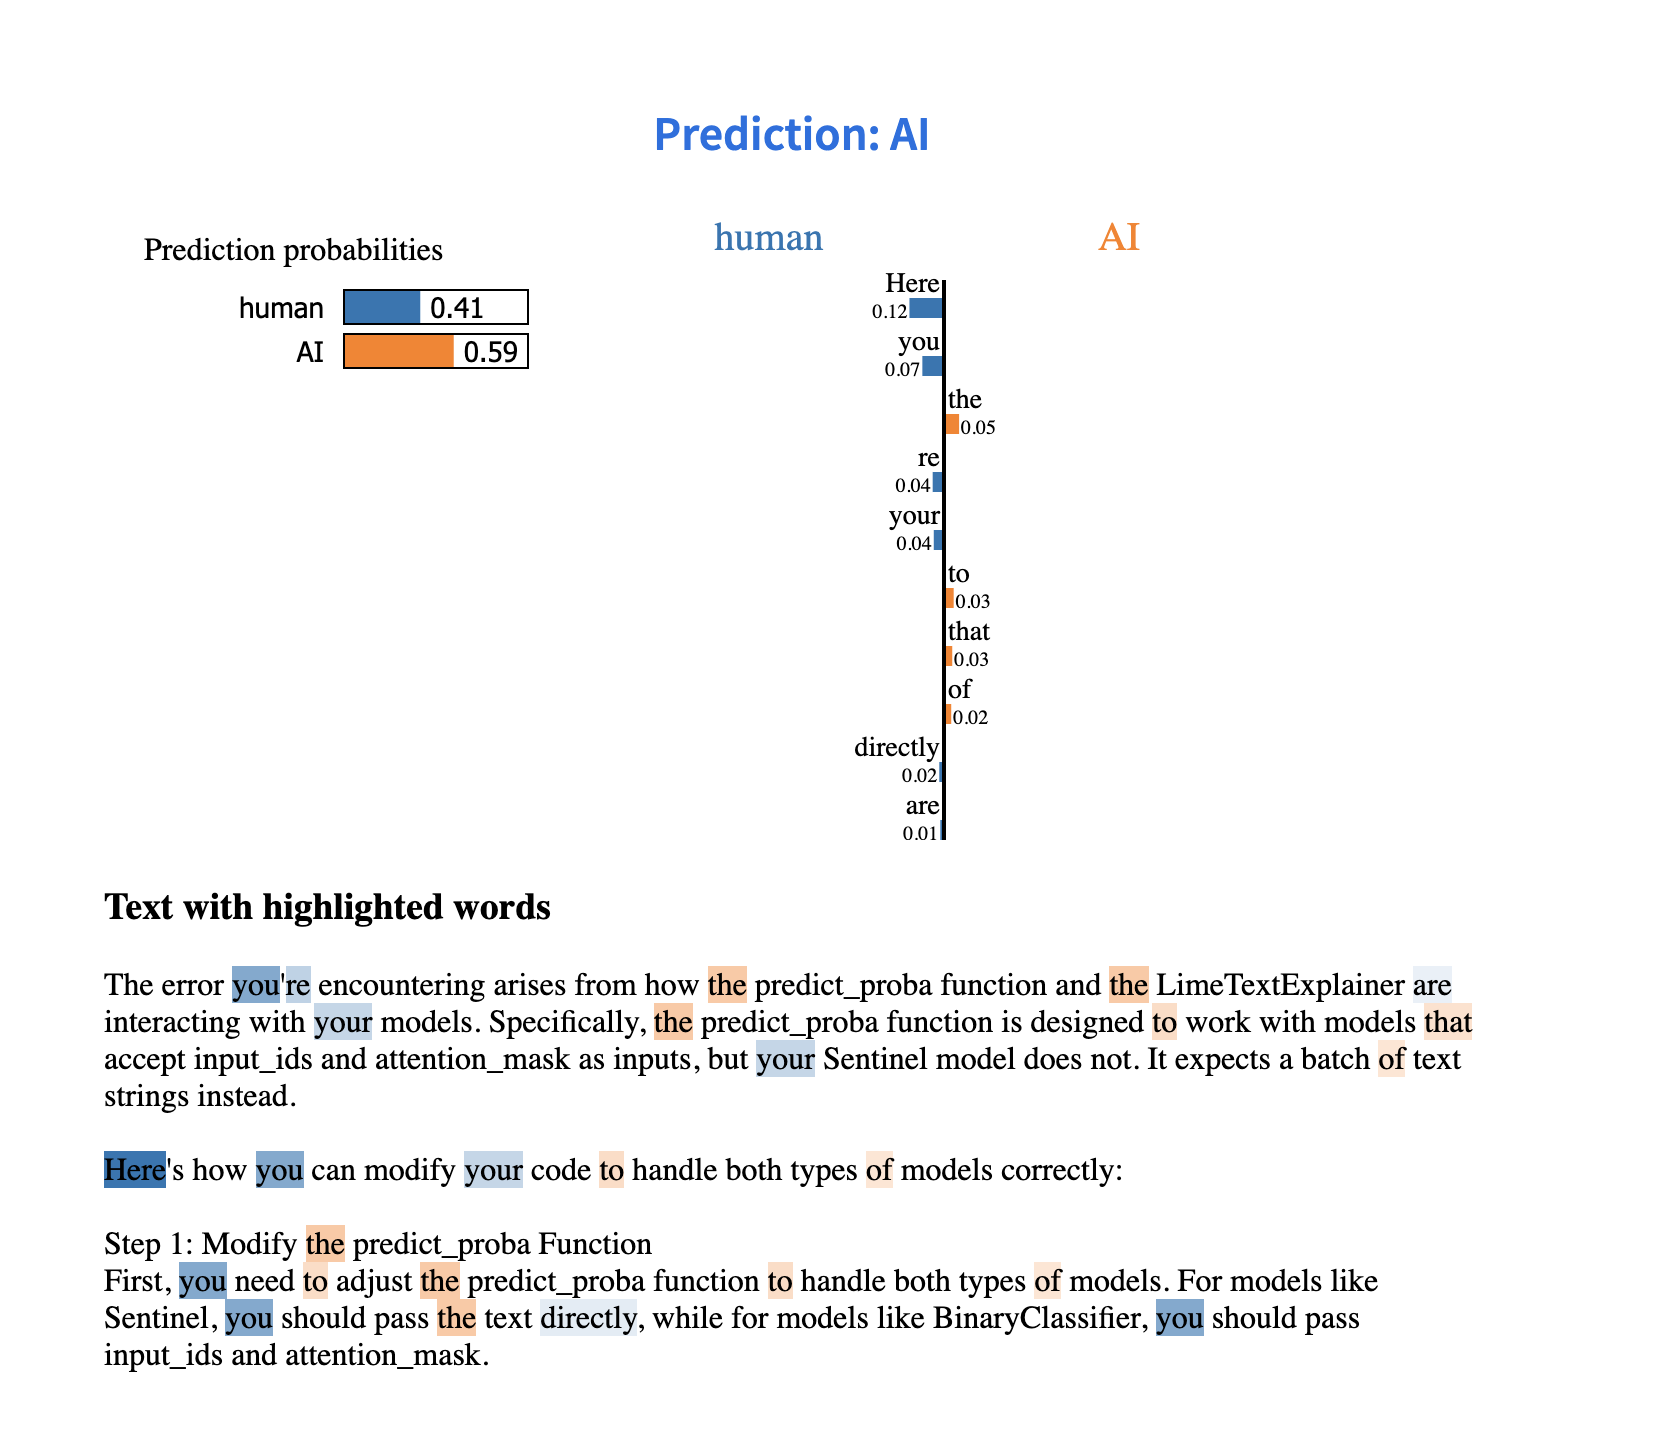 Prediction: AI
Prediction probabilities
human 0.41
AI 0.59
human AI
Here
0.12
you
0.07
the
0.05
re
0.04
your
0.04
to
0.03
that
0.03
of
0.02
directly
0.02
are
0.01
Text with highlighted words
The error you're encountering arises from how the predict_proba function and the LimeTextExplainer are
interacting with your models. Specifically, the predict_proba function is designed to work with models that
accept input_ids and attention_mask as inputs, but your Sentinel model does not. It expects a batch of text
strings instead.
Here's how you can modify your code to handle both types of models correctly:
Step 1: Modify the predict_proba Function
First, you need to adjust the predict_proba function to handle both types of models. For models like
Sentinel, you should pass the text directly, while for models like BinaryClassifier, you should pass
input_ids and attention_mask.